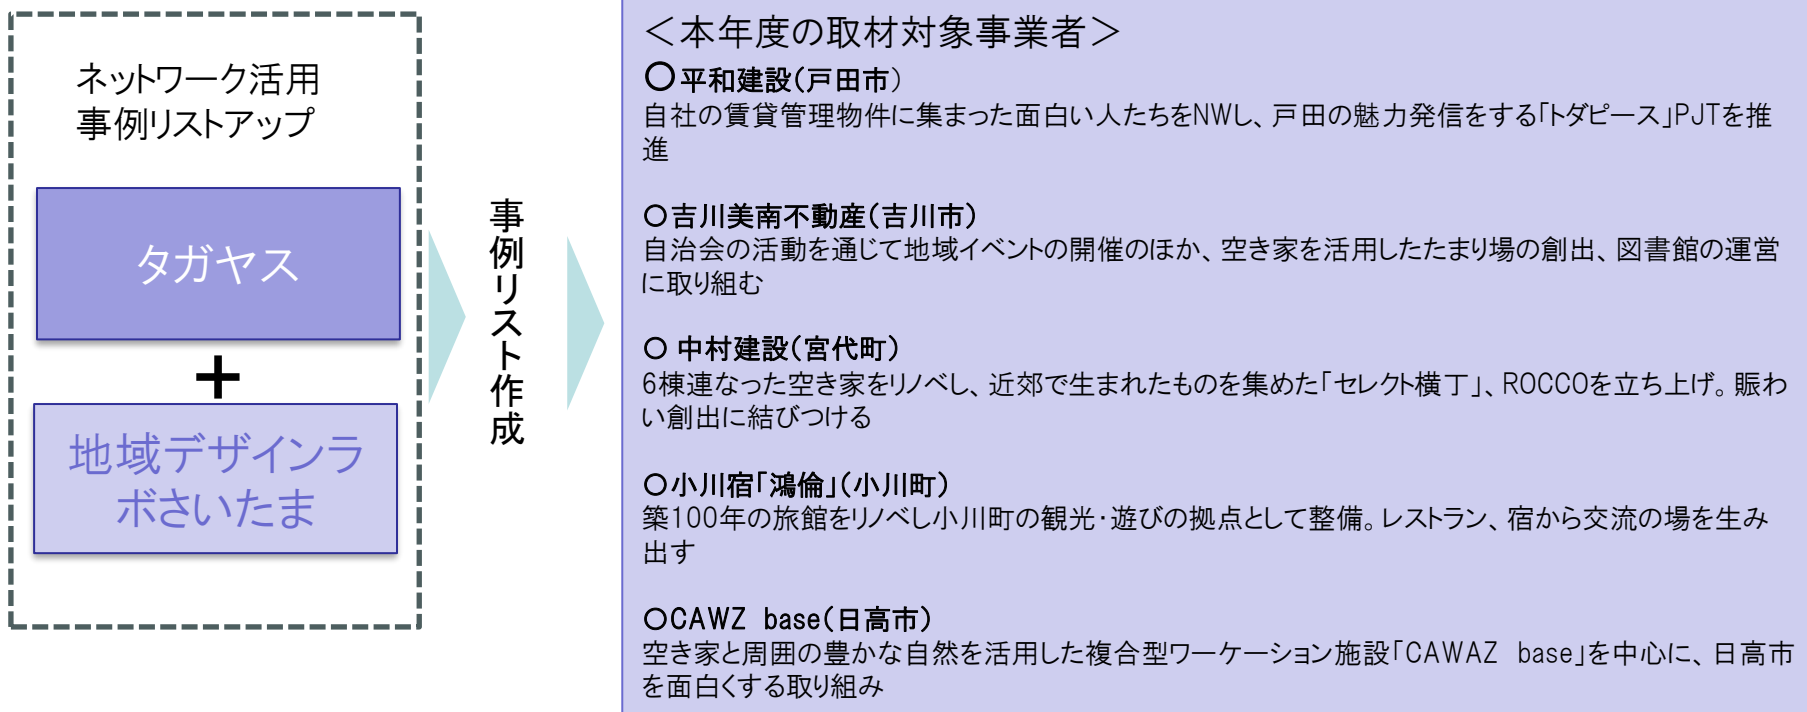 ネットワーク活用
事例リストアップ
タガヤス
+
地域デザインラ
ボさいたま
事例リスト作成
＜本年度の取材対象事業者＞
〇平和建設(戸田市)
自社の賃貸管理物件に集まった面白い人たちをNWし、戸田の魅力発信をする「トダピース」PJTを推
進
〇吉川美南不動産(吉川市)
自治会の活動を通じて地域イベントの開催のほか、空き家を活用したたまり場の創出、図書館の運営
に取り組む
〇 中村建設(宮代町)
6棟連なった空き家をリノベし、近郊で生まれたものを集めた「セレクト横丁」、ROCCOを立ち上げ。賑わ
い創出に結びつける
〇小川宿「鴻倫」(小川町)
築100年の旅館をリノベし小川町の観光・遊びの拠点として整備。レストラン、宿から交流の場を生み
出す
〇CAWZ base(日高市)
空き家と周囲の豊かな自然を活用した複合型ワーケーション施設「CAWAZ base」を中心に、日高市
を面白くする取り組み